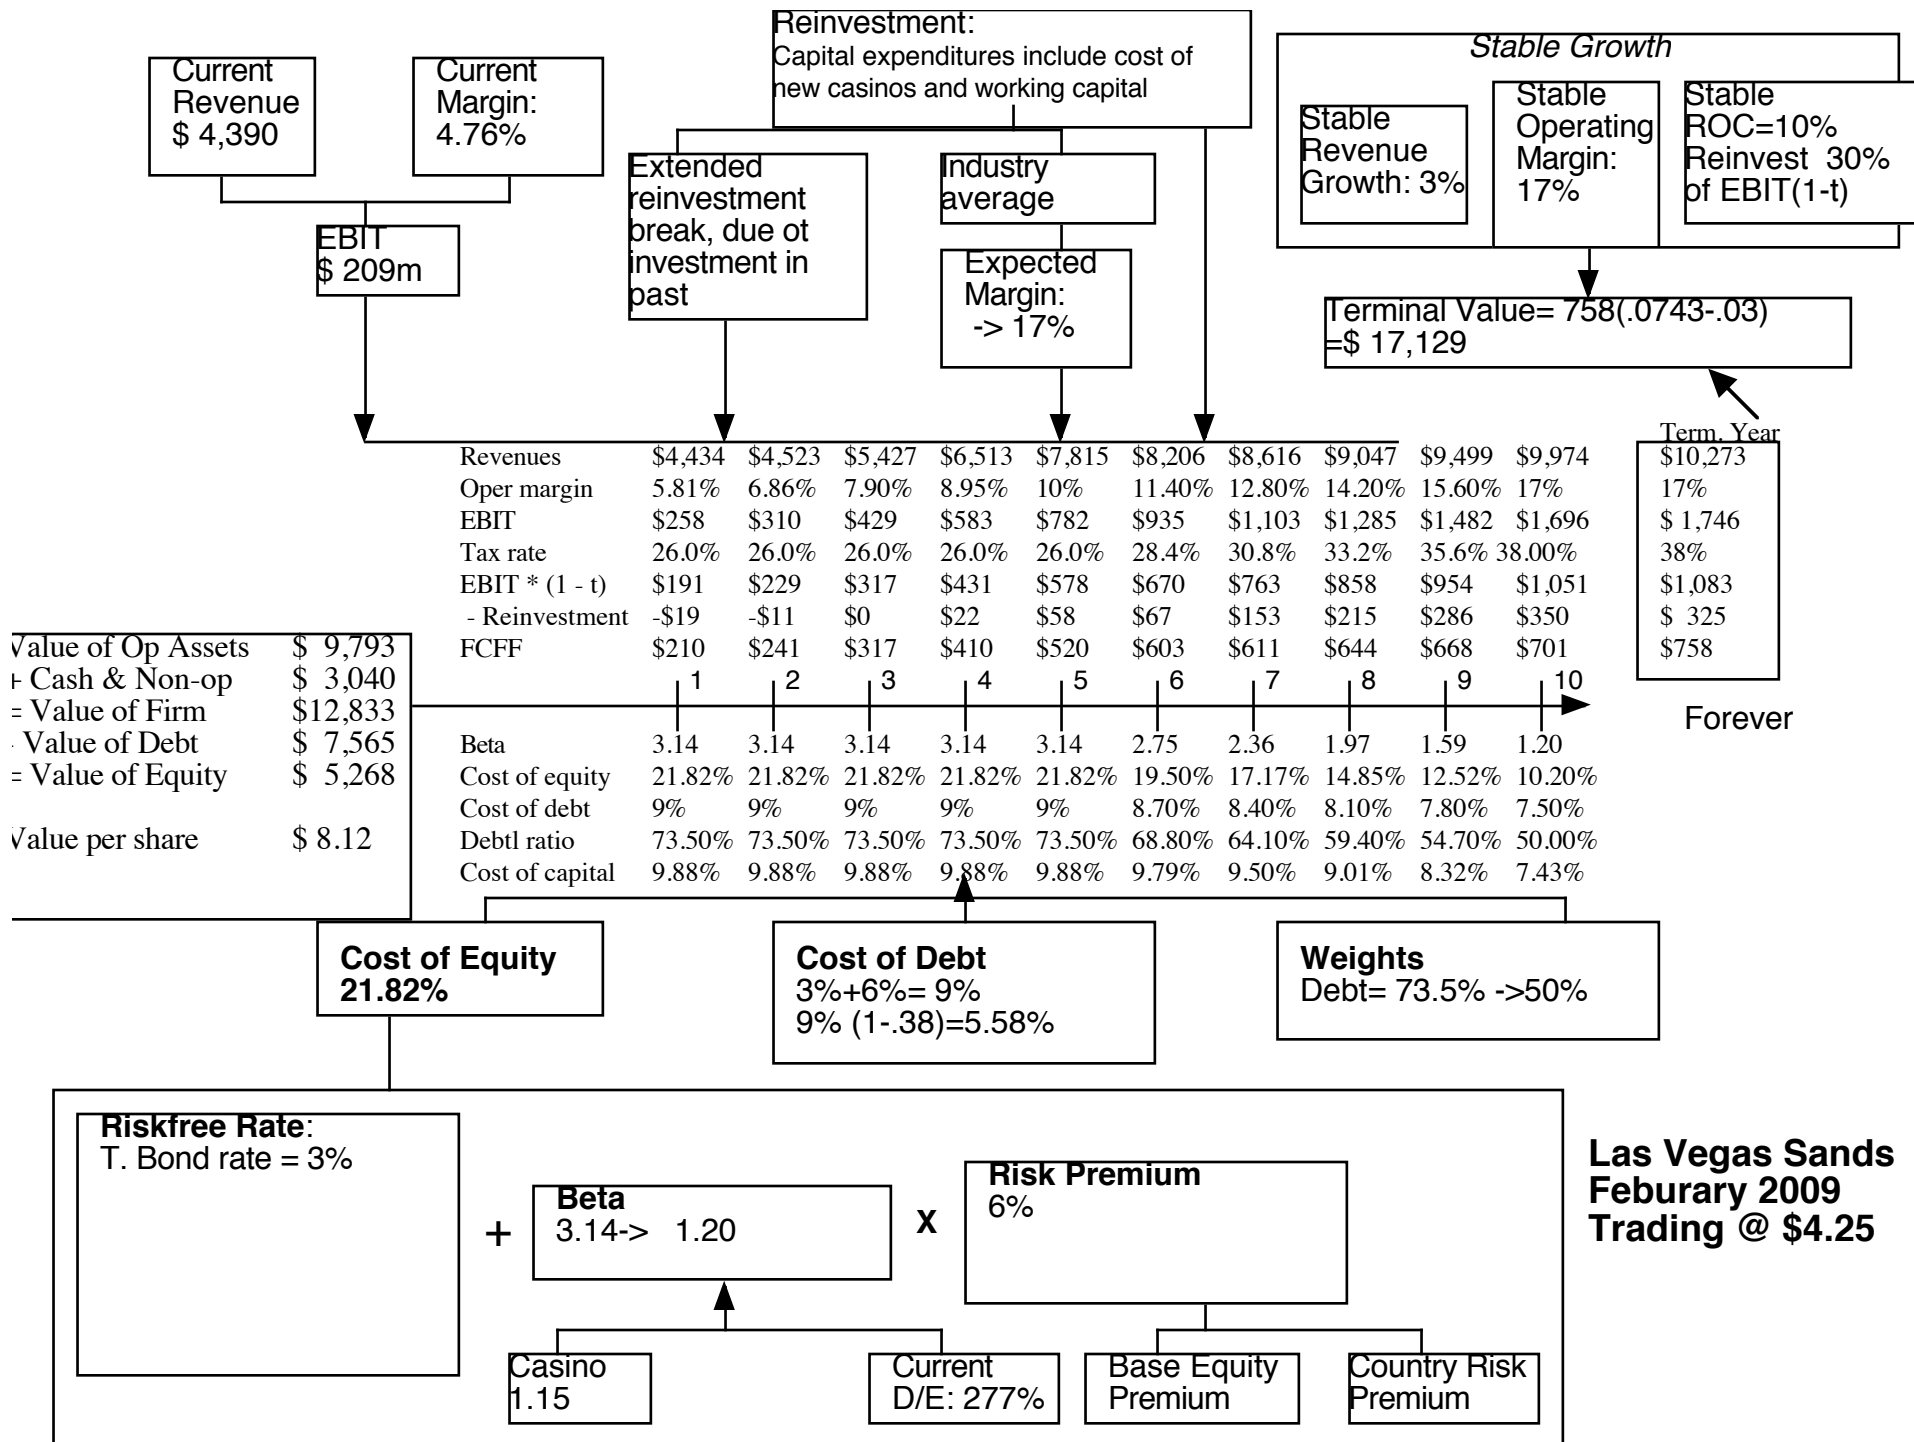 Reinvestment:
Capital expenditures include cost of
new casinos and working capital
Stable Growth
Current
Revenue
$ 4,390
Current
Margin:
4.76%
Stable
Revenue
Growth: 3%
Stable
Operating
Margin:
17%
Stable
ROC=10%
Reinvest 30%
of EBIT(1-t)
Extended
reinvestment
break, due ot
investment in
past
Industry
average
EBIT
$ 209m
Expected
Margin:
-> 17%
Terminal Value= 758(.0743-.03)
=$ 17,129
Term. Year
Revenues $4,434 $4,523 $5,427 $6,513 $7,815 $8,206 $8,616 $9,047 $9,499 $9,974 $10,273
Oper margin 5.81% 6.86% 7.90% 8.95% 10% 11.40% 12.80% 14.20% 15.60% 17% 17%
EBIT $258 $310 $429 $583 $782 $935 $1,103 $1,285 $1,482 $1,696 $ 1,746
Tax rate 26.0% 26.0% 26.0% 26.0% 26.0% 28.4% 30.8% 33.2% 35.6% 38.00% 38%
EBIT * (1 - t) $191 $229 $317 $431 $578 $670 $763 $858 $954 $1,051 $1,083
- Reinvestment -$19 -$11 $0 $22 $58 $67 $153 $215 $286 $350 $ 325
FCFF $210 $241 $317 $410 $520 $603 $611 $644 $668 $701 $758
1 2 3 4 5 6 7 8 9 10
Forever
Value of Op Assets $ 9,793
+ Cash & Non-op $ 3,040
= Value of Firm $12,833
- Value of Debt $ 7,565
= Value of Equity $ 5,268
Value per share $ 8.12
Beta 3.14 3.14 3.14 3.14 3.14 2.75 2.36 1.97 1.59 1.20
Cost of equity 21.82% 21.82% 21.82% 21.82% 21.82% 19.50% 17.17% 14.85% 12.52% 10.20%
Cost of debt 9% 9% 9% 9% 9% 8.70% 8.40% 8.10% 7.80% 7.50%
Debtl ratio 73.50% 73.50% 73.50% 73.50% 73.50% 68.80% 64.10% 59.40% 54.70% 50.00%
Cost of capital 9.88% 9.88% 9.88% 9.88% 9.88% 9.79% 9.50% 9.01% 8.32% 7.43%
Cost of Equity
21.82%
Cost of Debt
3%+6%= 9%
9% (1-.38)=5.58%
Weights
Debt= 73.5% ->50%
Riskfree Rate:
T. Bond rate = 3%
+
Beta
3.14-> 1.20
X
Risk Premium
6%
Las Vegas Sands
Feburary 2009
Trading @ $4.25
Casino
1.15
Current
D/E: 277%
Base Equity
Premium
Country Risk
Premium